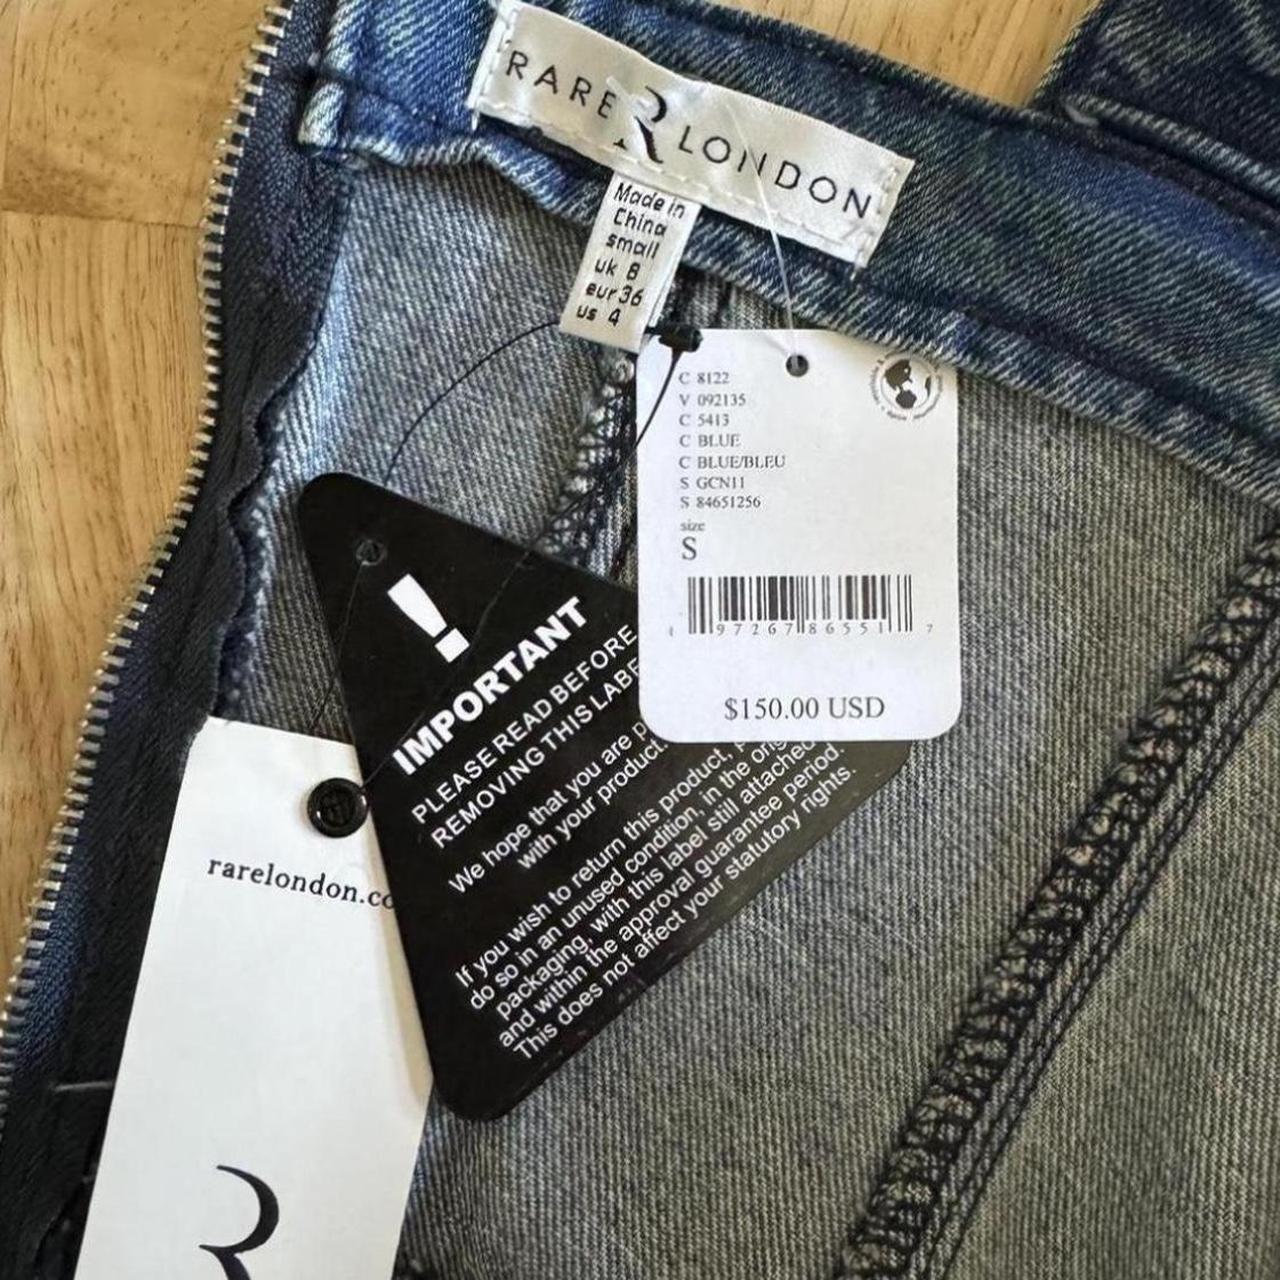 RARE LONDON
Made in
China
small
uk 8
eur 36
us 4
C 8122
V 092135
C 5413
C BLUE
C BLUE/BLEU
S GCN11
S 84651256
size
S
97267 86551 7
$150.00 USD
!
IMPORTANT
PLEASE READ BEFORE
REMOVING THIS LABE
We hope that you are p
with your product.
If you wish to return this product,
do so in an unused condition, in the orig
packaging, with this label still attached
and within the approval guarantee period.
This does not affect your statutory rights.
rarelondon.co
R